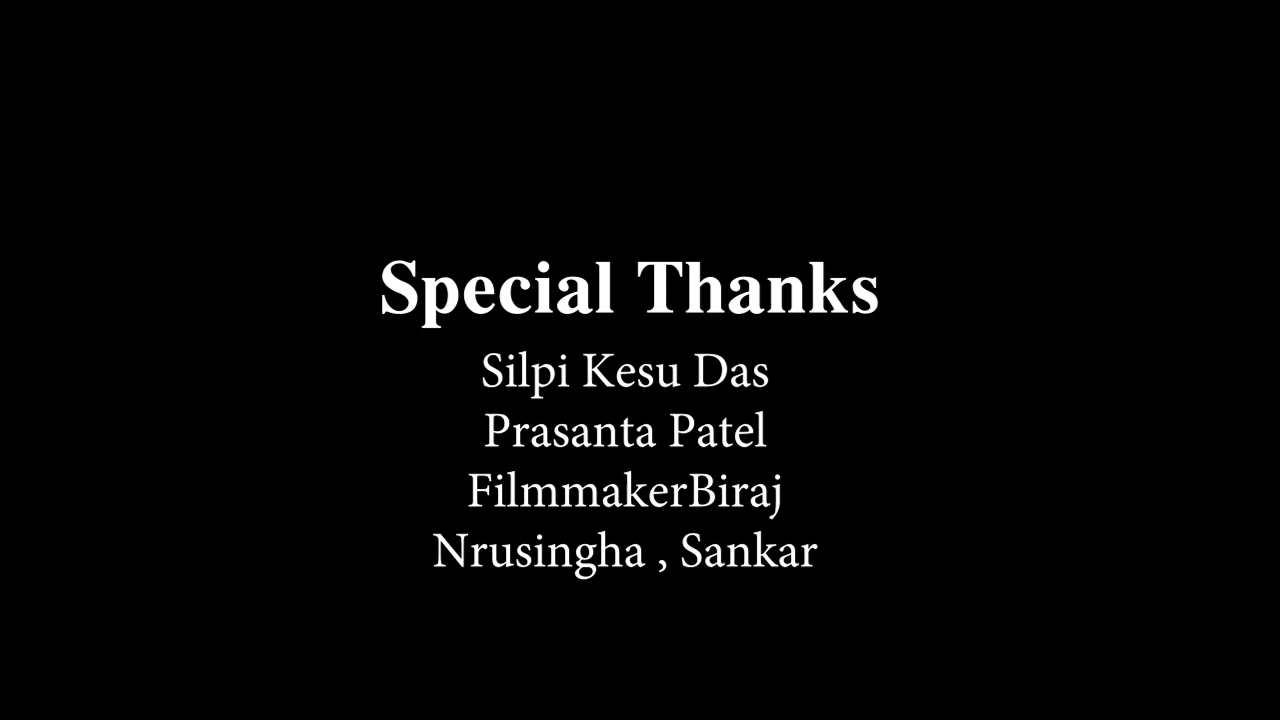 Special Thanks
Silpi Kesu Das
Prasanta Patel
FilmmakerBiraj
Nrusingha , Sankar